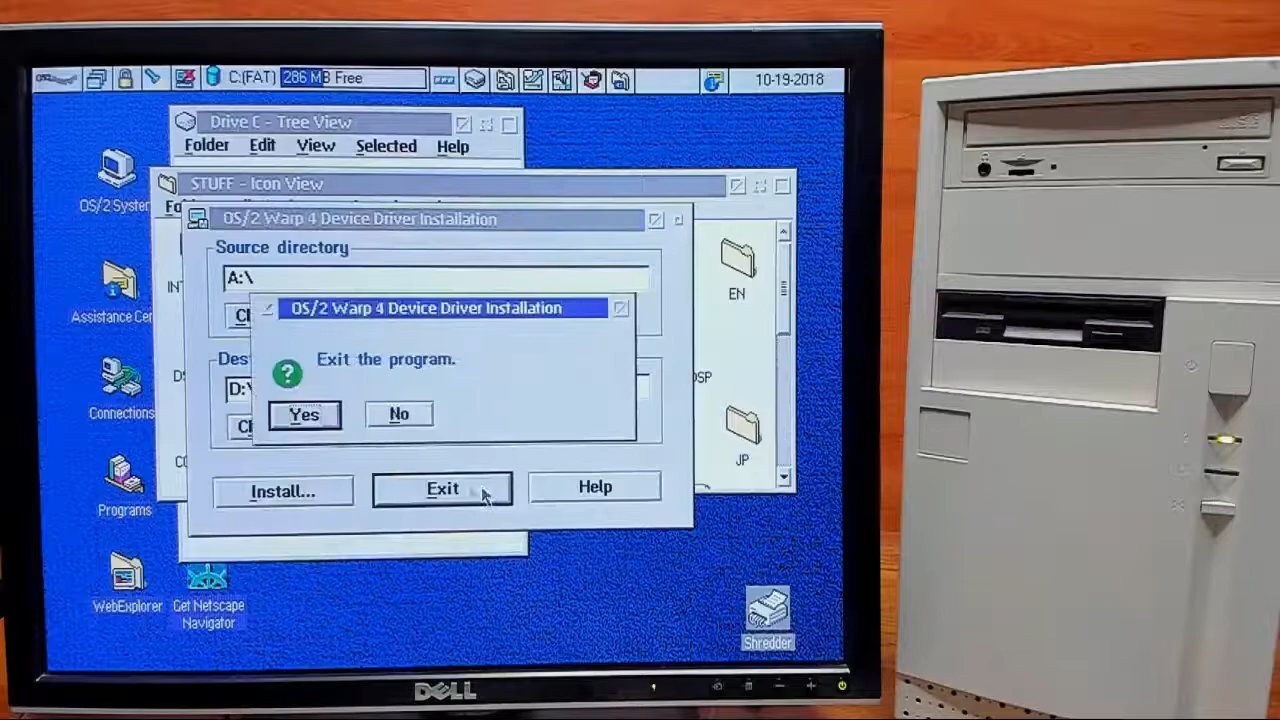 C:(FAT) 286 MB Free
10-19-2018
Drive C - Tree View
Folder Edit View Selected Help
STUFF - Icon View
OS/2 System
OS/2 Warp 4 Device Driver Installation
Source directory
A:\
EN
OS/2 Warp 4 Device Driver Installation
Assistance Cen
Exit the program.
D:\
Yes No
Connections
JP
Install... Exit Help
Programs
WebExplorer
Get Netscape
Navigator
Shredder
DELL